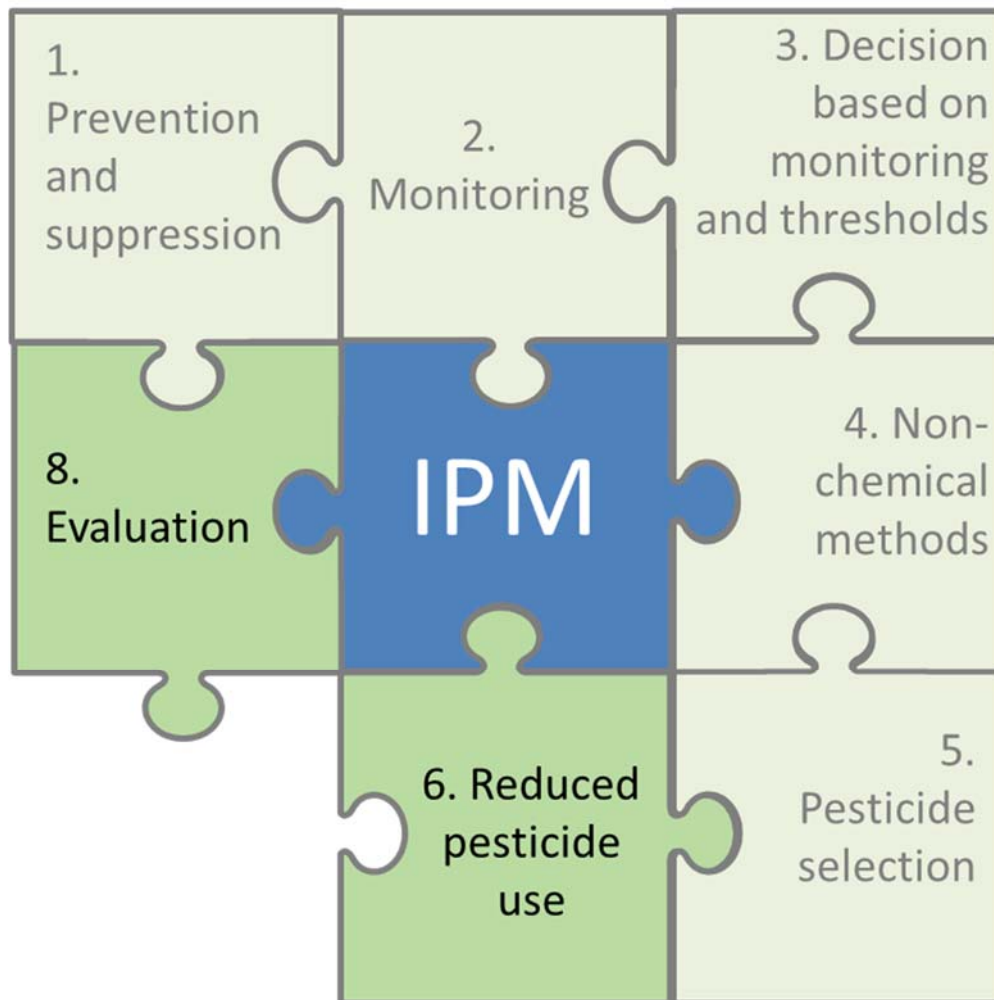 1.
Prevention
and
suppression
2.
Monitoring
3. Decision
based on
monitoring
and thresholds
8.
Evaluation
IPM
4. Non-
chemical
methods
6. Reduced
pesticide
use
5.
Pesticide
selection